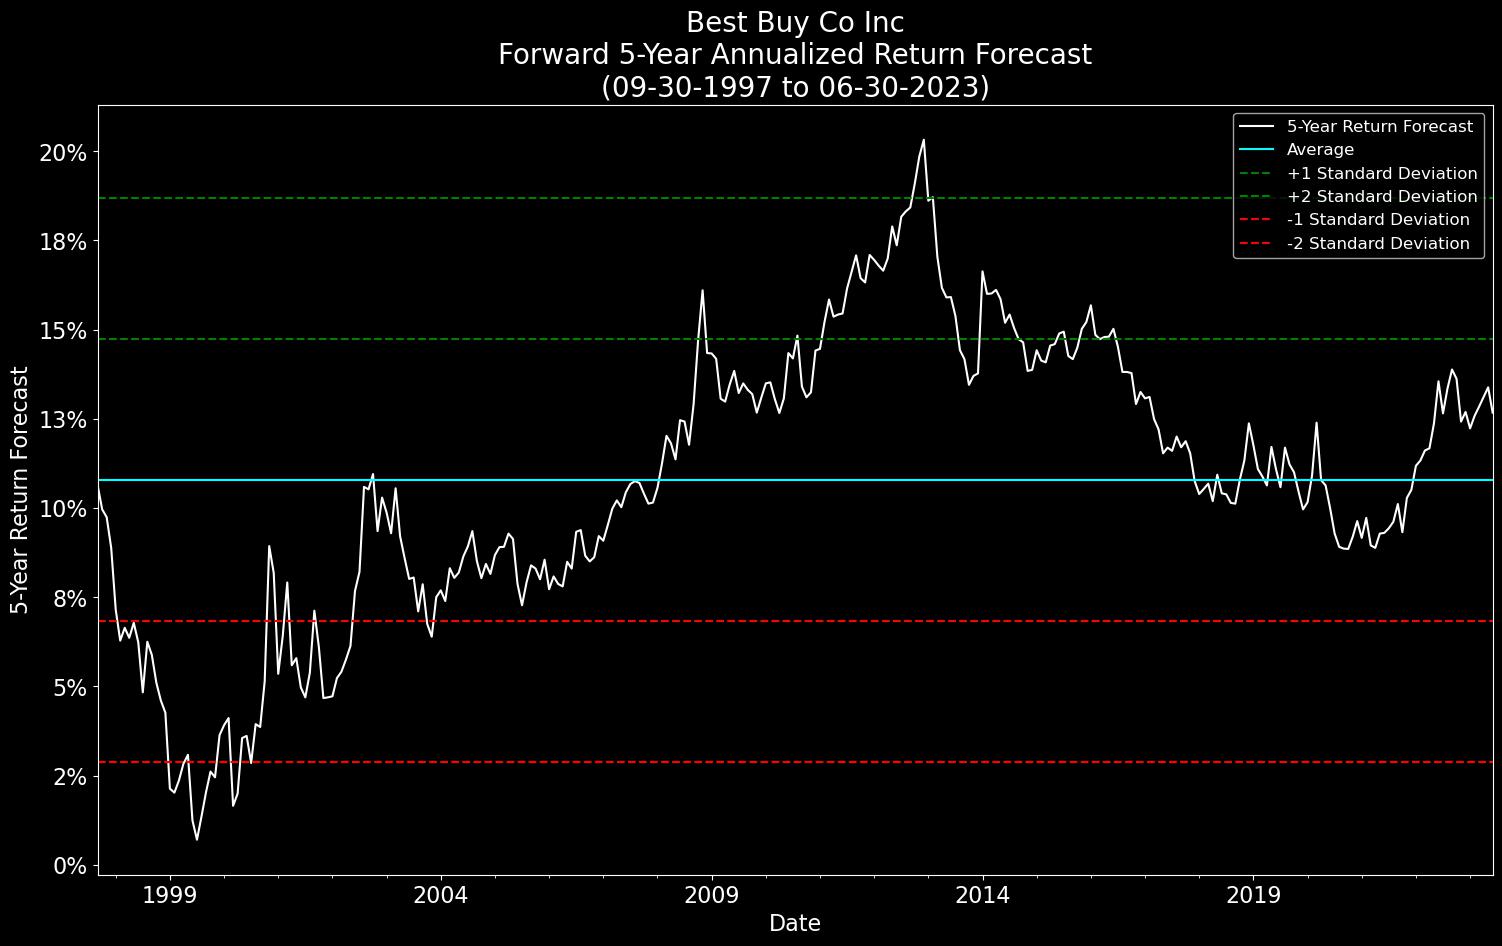 Best Buy Co Inc
Forward 5-Year Annualized Return Forecast
(09-30-1997 to 06-30-2023)
5-Year Return Forecast
Average
+1 Standard Deviation
+2 Standard Deviation
-1 Standard Deviation
-2 Standard Deviation
20%
18%
15%
13%
10%
8%
5%
2%
0%
5-Year Return Forecast
1999
2004
2009
2014
2019
Date